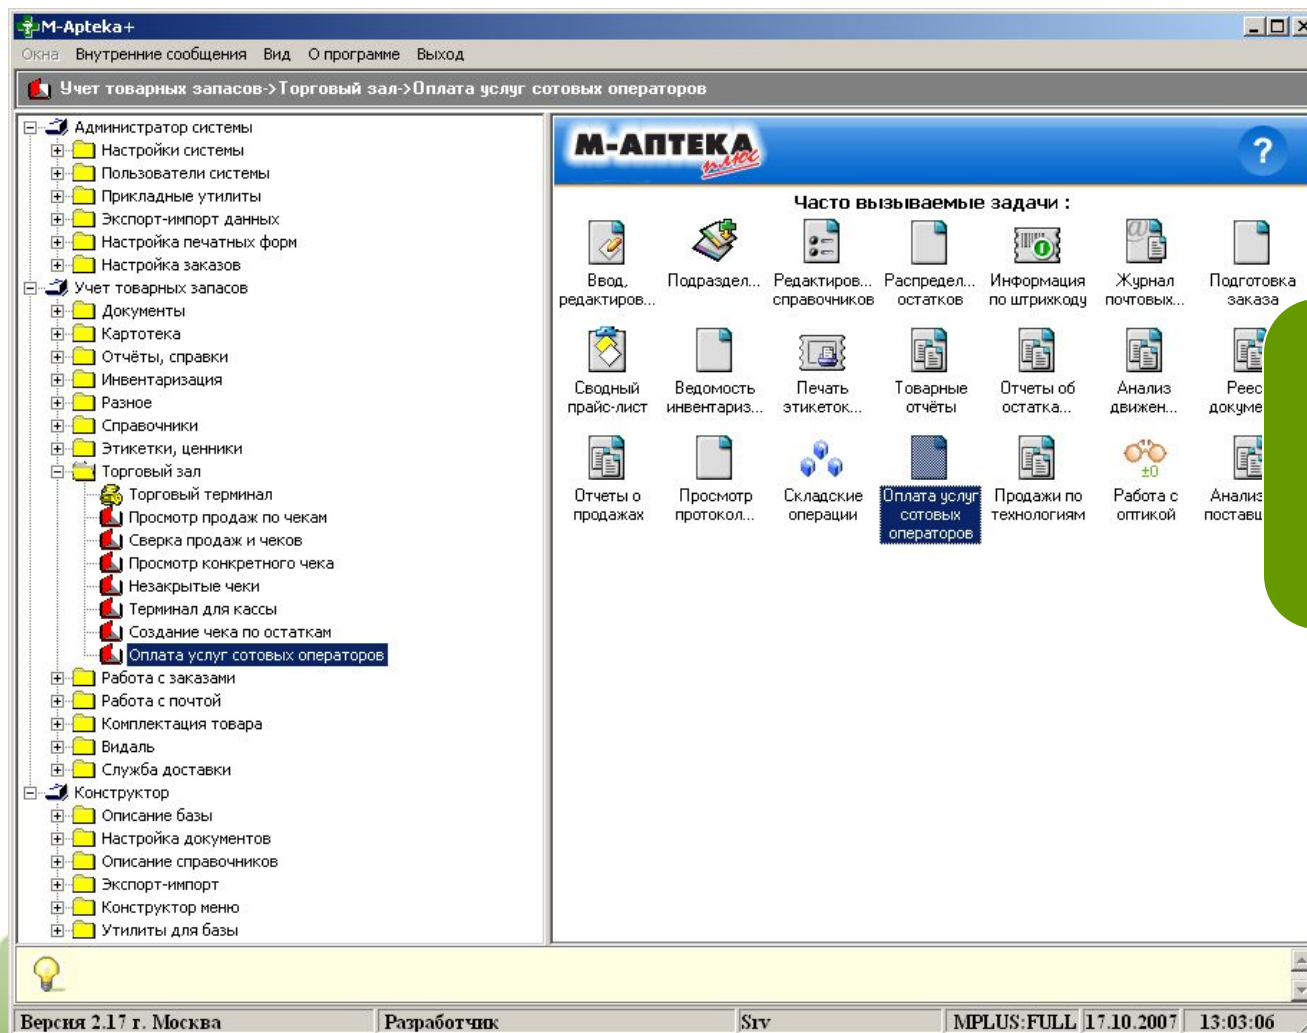 M-Apteka+
Окна Внутренние сообщения Вид О программе Выход
Учет товарных запасов->Торговый зал->Оплата услуг сотовых операторов
Администратор системы
Настройки системы
Пользователи системы
Прикладные утилиты
Экспорт-импорт данных
Настройка печатных форм
Настройка заказов
Учет товарных запасов
Документы
Картотека
Отчёты, справки
Инвентаризация
Разное
Справочники
Этикетки, ценники
Торговый зал
Торговый терминал
Просмотр продаж по чекам
Сверка продаж и чеков
Просмотр конкретного чека
Незакрытые чеки
Терминал для кассы
Создание чека по остаткам
Оплата услуг сотовых операторов
Работа с заказами
Работа с почтой
Комплектация товара
Видаль
Служба доставки
Конструктор
Описание базы
Настройка документов
Описание справочников
Экспорт-импорт
Конструктор меню
Утилиты для базы
М-АПТЕКА
плюс
?
Часто вызываемые задачи :
Ввод, Подраздел... Редактиров... Распредел... Информация Журнал Подготовка
редактиров... справочников остатков по штрихкоду почтовых... заказа
Сводный Ведомость Печать Товарные Отчеты об Анализ Реес
прайс-лист инвентариз... этикеток... отчёты остатка... движен... докуме
Отчеты о Просмотр Складские Оплата услуг Продажи по Работа с Анализ
продажах протокол... операции сотовых технологиям оптикой постав
операторов
±0
Версия 2.17 г. Москва Разработчик Srv MPLUS:FULL 17.10.2007 13:03:06